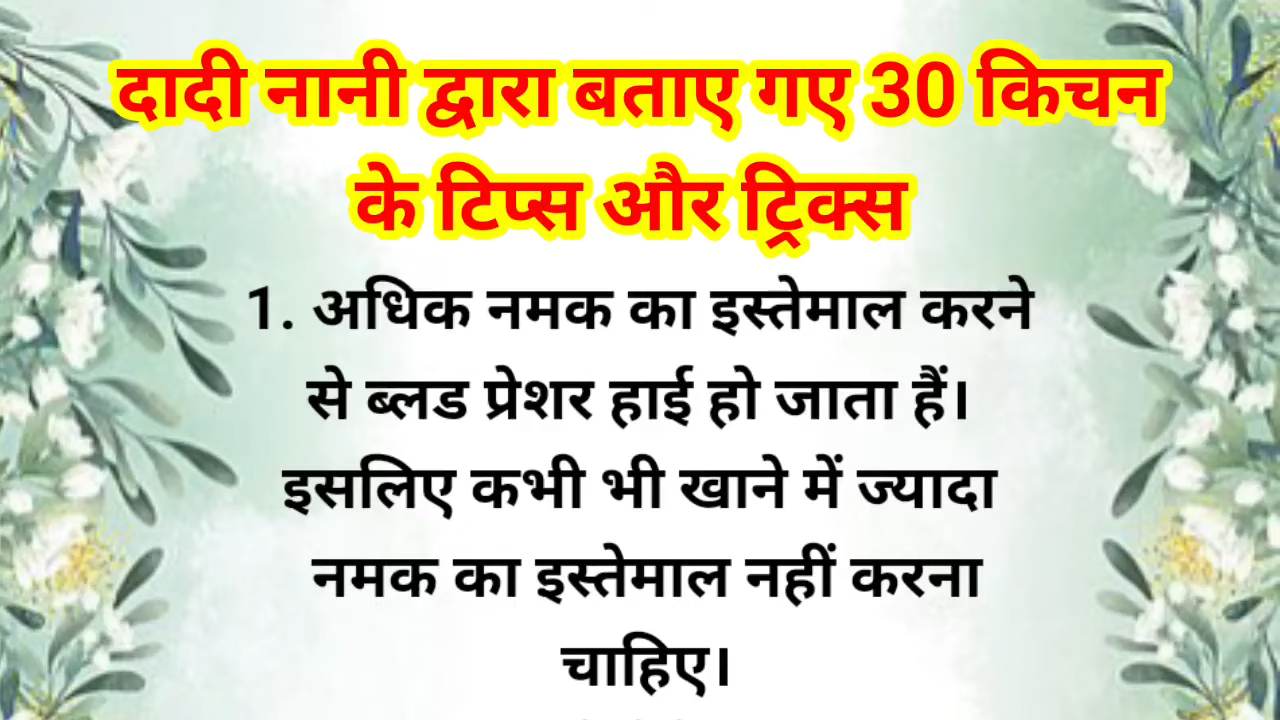 दादी नानी द्वारा बताए गए 30 किचन
के टिप्स और ट्रिक्स
1. अधिक नमक का इस्तेमाल करने
से ब्लड प्रेशर हाई हो जाता हैं।
इसलिए कभी भी खाने में ज्यादा
नमक का इस्तेमाल नहीं करना
चाहिए।